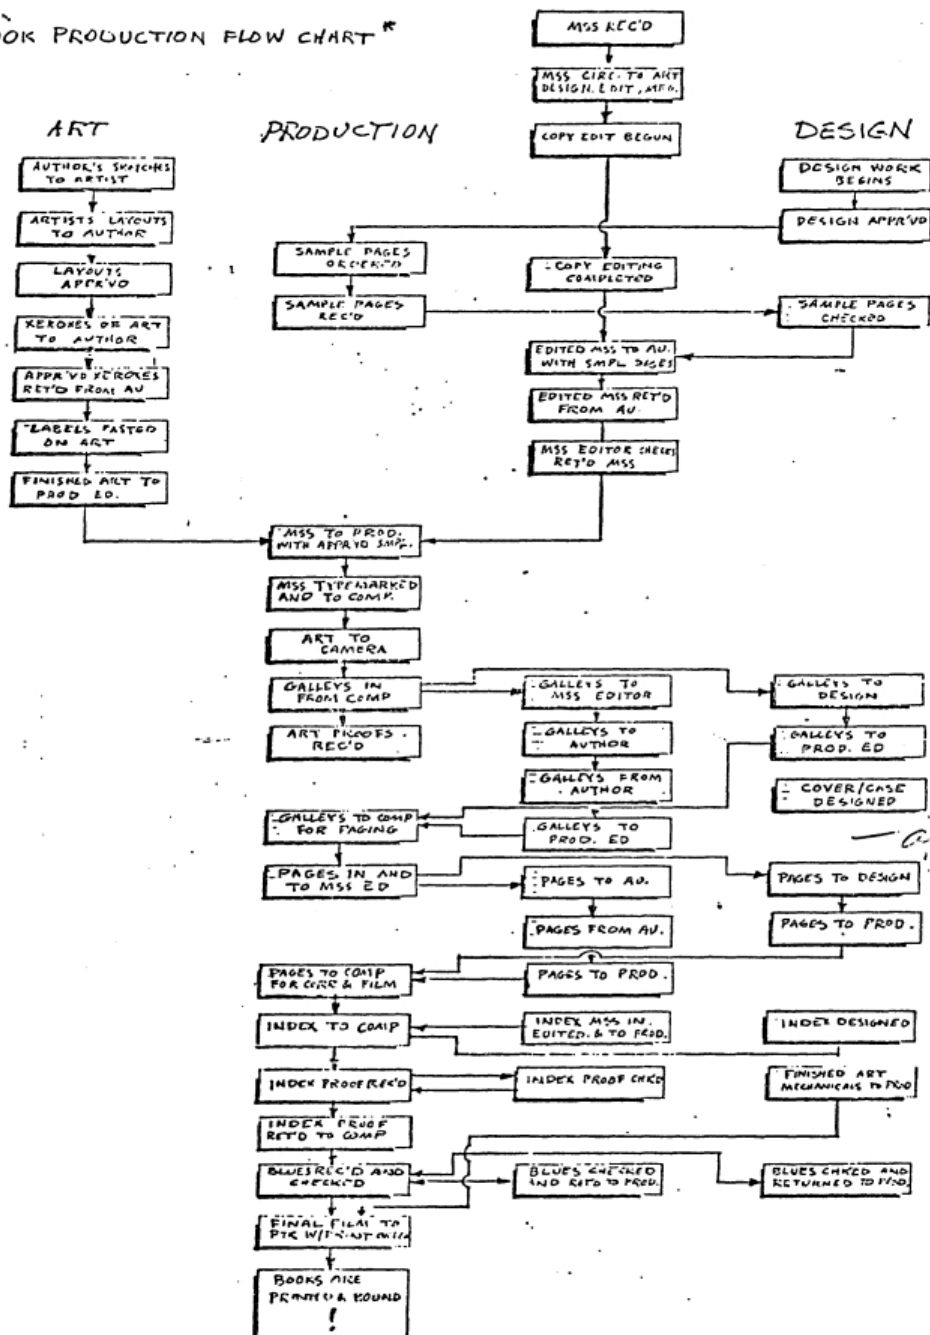 OOK PRODUCTION FLOW CHART*
MSS REC'D
MSS CIRC. TO ART
DESIGN, EDIT, MFG.
COPY EDIT BEGUN
ART
PRODUCTION
DESIGN
AUTHOR'S SKETCHES
TO ARTIST
ARTISTS LAYOUTS
TO AUTHOR
LAYOUTS
APPR'VD
XEROXES OF ART
TO AUTHOR
APPR'VD XEROXES
RET'D FROM AU
LABELS PASTED
ON ART
FINISHED ART TO
PROD ED.
DESIGN WORK
BEGINS
DESIGN APPR'VD
SAMPLE PAGES
ORDERED
SAMPLE PAGES
REC'D
COPY EDITING
COMPLETED
SAMPLE PAGES
CHECKED
EDITED MSS TO AU.
WITH SMPL
EDITED MSS RET'D
FROM AU.
MSS EDITOR CHECKS
RET'D MSS
MSS TO PROD.
WITH APPR'VD SMPL.
MSS TYPEMARKED
AND TO COMP.
ART TO
CAMERA
GALLEYS IN
FROM COMP
ART PROOFS
REC'D
GALLEYS TO
MSS EDITOR
GALLEYS TO
AUTHOR
GALLEYS FROM
AUTHOR
GALLEYS TO
PROD. ED
GALLEYS TO
DESIGN
GALLEYS TO
PROD. ED
COVER/CASE
DESIGNED
GALLEYS TO COMP
FOR PAGING
PAGES IN AND
TO MSS ED
PAGES TO AU.
PAGES FROM AU.
PAGES TO PROD.
PAGES TO DESIGN
PAGES TO PROD.
PAGES TO COMP
FOR CORR & FILM
INDEX TO COMP
INDEX MSS IN,
EDITED, & TO PROD.
INDEX DESIGNED
INDEX PROOF REC'D
INDEX PROOF CHKD
FINISHED ART
MECHANICALS TO PROD
INDEX PROOF
RET'D TO COMP
BLUES REC'D AND
CHECKED
BLUES CHECKED
AND RET'D TO PROD.
BLUES CHKED AND
RETURNED TO PROD.
FINAL FILM TO
PTR W/PRINT
BOOKS ARE
PRINTED & BOUND
!